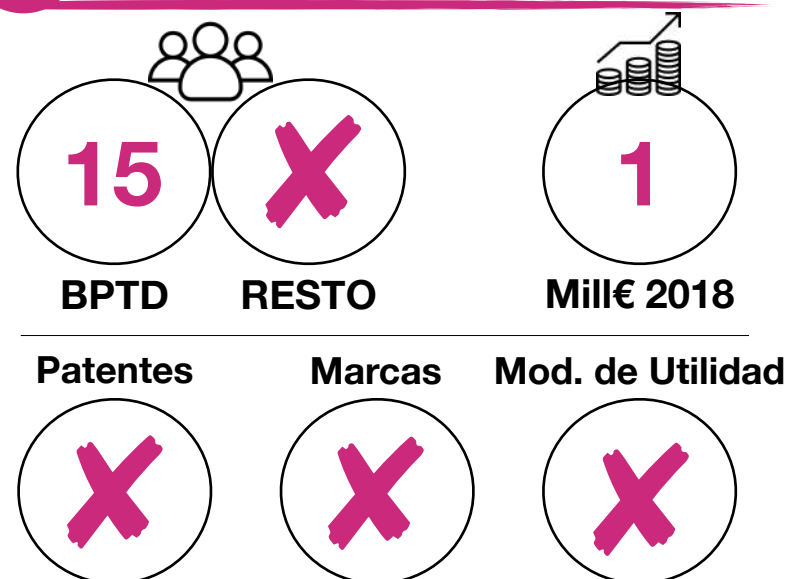 15
1
BPTD RESTO Mill€ 2018
Patentes Marcas Mod. de Utilidad